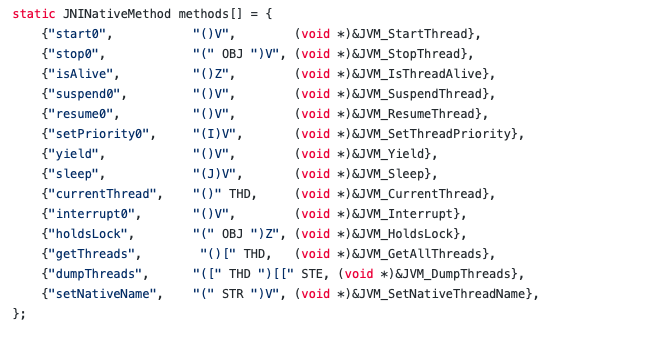 static JNINativeMethod methods[] = {
    {"start0",           "()V",        (void *)&JVM_StartThread},
    {"stop0",            "(" OBJ ")V", (void *)&JVM_StopThread},
    {"isAlive",          "()Z",        (void *)&JVM_IsThreadAlive},
    {"suspend0",         "()V",        (void *)&JVM_SuspendThread},
    {"resume0",          "()V",        (void *)&JVM_ResumeThread},
    {"setPriority0",     "(I)V",       (void *)&JVM_SetThreadPriority},
    {"yield",            "()V",        (void *)&JVM_Yield},
    {"sleep",            "(J)V",       (void *)&JVM_Sleep},
    {"currentThread",    "()" THD,     (void *)&JVM_CurrentThread},
    {"interrupt0",       "()V",        (void *)&JVM_Interrupt},
    {"holdsLock",        "(" OBJ ")Z", (void *)&JVM_HoldsLock},
    {"getThreads",        "()[" THD,   (void *)&JVM_GetAllThreads},
    {"dumpThreads",      "([" THD ")[[" STE, (void *)&JVM_DumpThreads},
    {"setNativeName",    "(" STR ")V", (void *)&JVM_SetNativeThreadName},
};